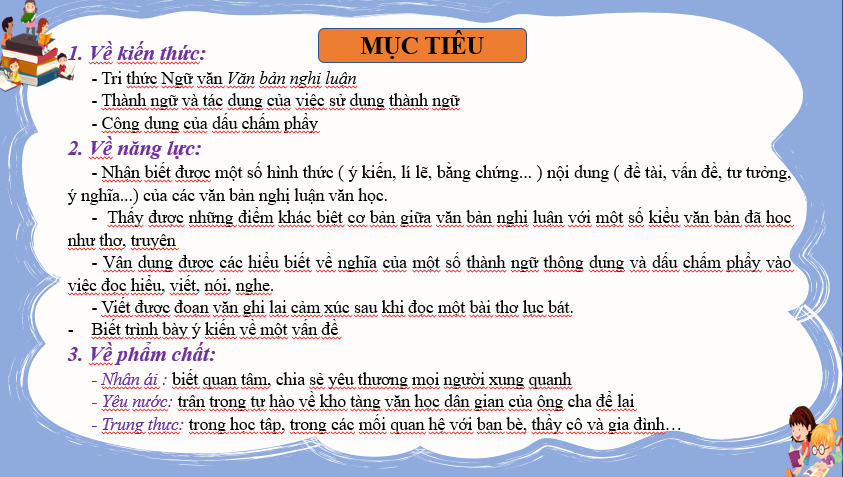 MỤC TIÊU
1. Về kiến thức:
- Tri thức Ngữ văn Văn bản nghị luận
- Thành ngữ và tác dụng của việc sử dụng thành ngữ
- Công dụng của dấu chấm phẩy
2. Về năng lực:
- Nhận biết được một số hình thức ( ý kiến, lí lẽ, bằng chứng... ) nội dung ( đề tài, vấn đề, tư tưởng,
ý nghĩa...) của các văn bản nghị luận văn học.
- Thấy được những điểm khác biệt cơ bản giữa văn bản nghị luận với một số kiểu văn bản đã học
như thơ, truyện
- Vân dụng được các hiểu biết về nghĩa của một số thành ngữ thông dụng và dấu chấm phẩy vào
việc đọc hiểu, viết, nói, nghe.
- Viết được đoạn văn ghi lại cảm xúc sau khi đọc một bài thơ lục bát.
- Biết trình bày ý kiến về một vấn đề
3. Về phẩm chất:
- Nhân ái : biết quan tâm, chia sẻ yêu thương mọi người xung quanh
- Yêu nước: trân trọng tự hào về kho tàng văn học dân gian của ông cha để lại
- Trung thực: trong học tập, trong các mối quan hệ với bạn bè, thầy cô và gia đình…